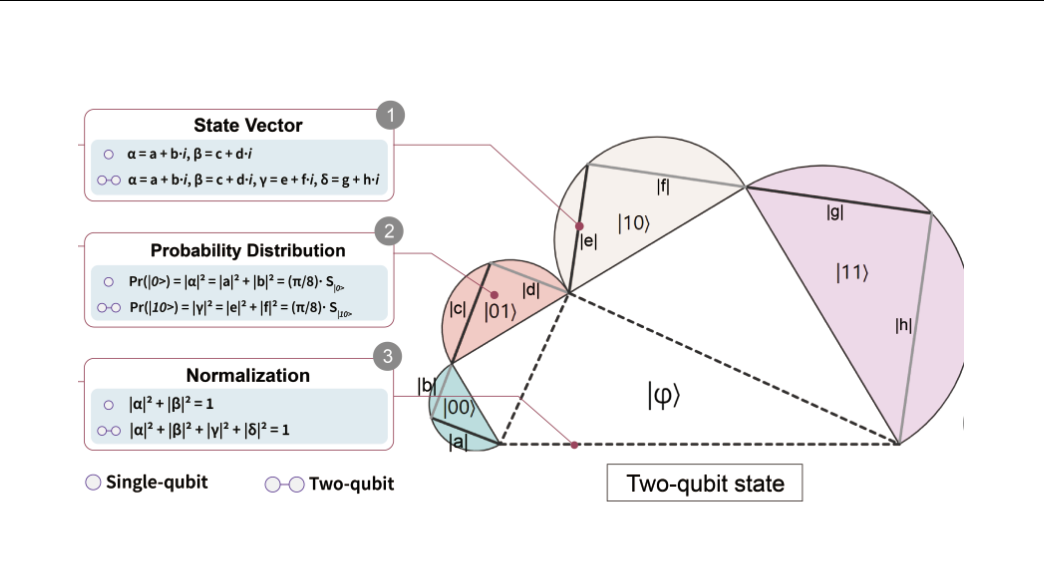 1
State Vector
α = a + b·i, β = c + d·i
α = a + b·i, β = c + d·i, γ = e + f·i, δ = g + h·i
2
Probability Distribution
Pr(|0>) = |α|² = |a|² + |b|² = (π/8)· S|0>
Pr(|10>) = |γ|² = |e|² + |f|² = (π/8)· S|10>
3
Normalization
|α|² + |β|² = 1
|α|² + |β|² + |γ|² + |δ|² = 1
Single-qubit
Two-qubit
|f|
|e|
|10⟩
|g|
|11⟩
|h|
|d|
|c|
|01⟩
|b|
|00⟩
|a|
|φ⟩
Two-qubit state